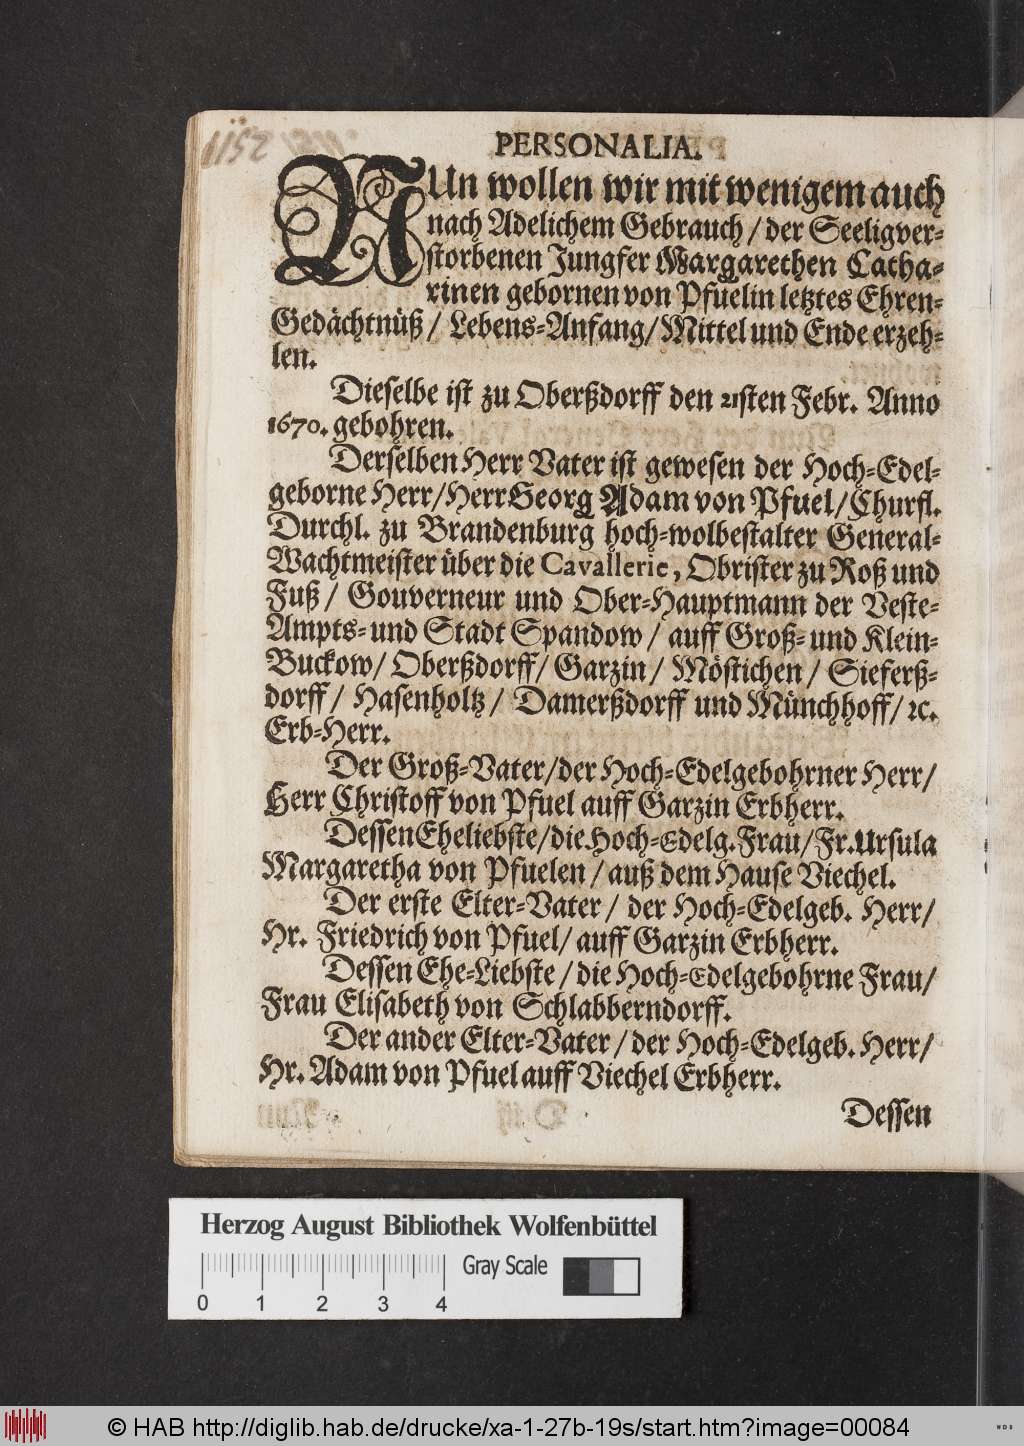 PERSONALIA.
NUn wollen wir mit wenigem auch
nach Adelichem Gebrauch / der Seeligver-
storbenen Jungfer Margarethen Catha-
rinen gebornen von Pfuelin letztes Ehren-
Gedächtnüß / Lebens-Anfang / Mittel und Ende erzeh-
len.
Dieselbe ist zu Oberßdorff den 21sten Febr. Anno
1670. gebohren.
Derselben Herr Vater ist gewesen der Hoch-Edel-
geborne Herr / Herr Georg Adam von Pfuel / Churfl.
Durchl. zu Brandenburg hoch-wolbestalter General-
Wachtmeister über die Cavallerie, Obrister zu Roß und
Fuß / Gouverneur und Ober-Hauptmann der Veste-
Ampts- und Stadt Spandow / auff Groß- und Klein-
Buckow / Oberßdorff / Garzin / Möstichen / Sieferß-
dorff / Hasenholtz / Damerßdorff und Münchhoff / ꝛc.
Erb-Herr.
Der Groß-Vater / der Hoch-Edelgebohrner Herr /
Herr Christoff von Pfuel auff Garzin Erbherr.
Dessen Eheliebste / die Hoch-Edelg. Frau / Fr. Ursula
Margaretha von Pfuelen / auß dem Hause Viechel.
Der erste Elter-Vater / der Hoch-Edelgeb. Herr /
Hr. Friedrich von Pfuel / auff Garzin Erbherr.
Dessen Ehe-Liebste / die Hoch-Edelgebohrne Frau /
Frau Elisabeth von Schlabberndorff.
Der ander Elter-Vater / der Hoch-Edelgeb. Herr /
Hr. Adam von Pfuel auff Viechel Erbherr.
Dessen
Herzog August Bibliothek Wolfenbüttel
Gray Scale
0 1 2 3 4
© HAB http://diglib.hab.de/drucke/xa-1-27b-19s/start.htm?image=00084